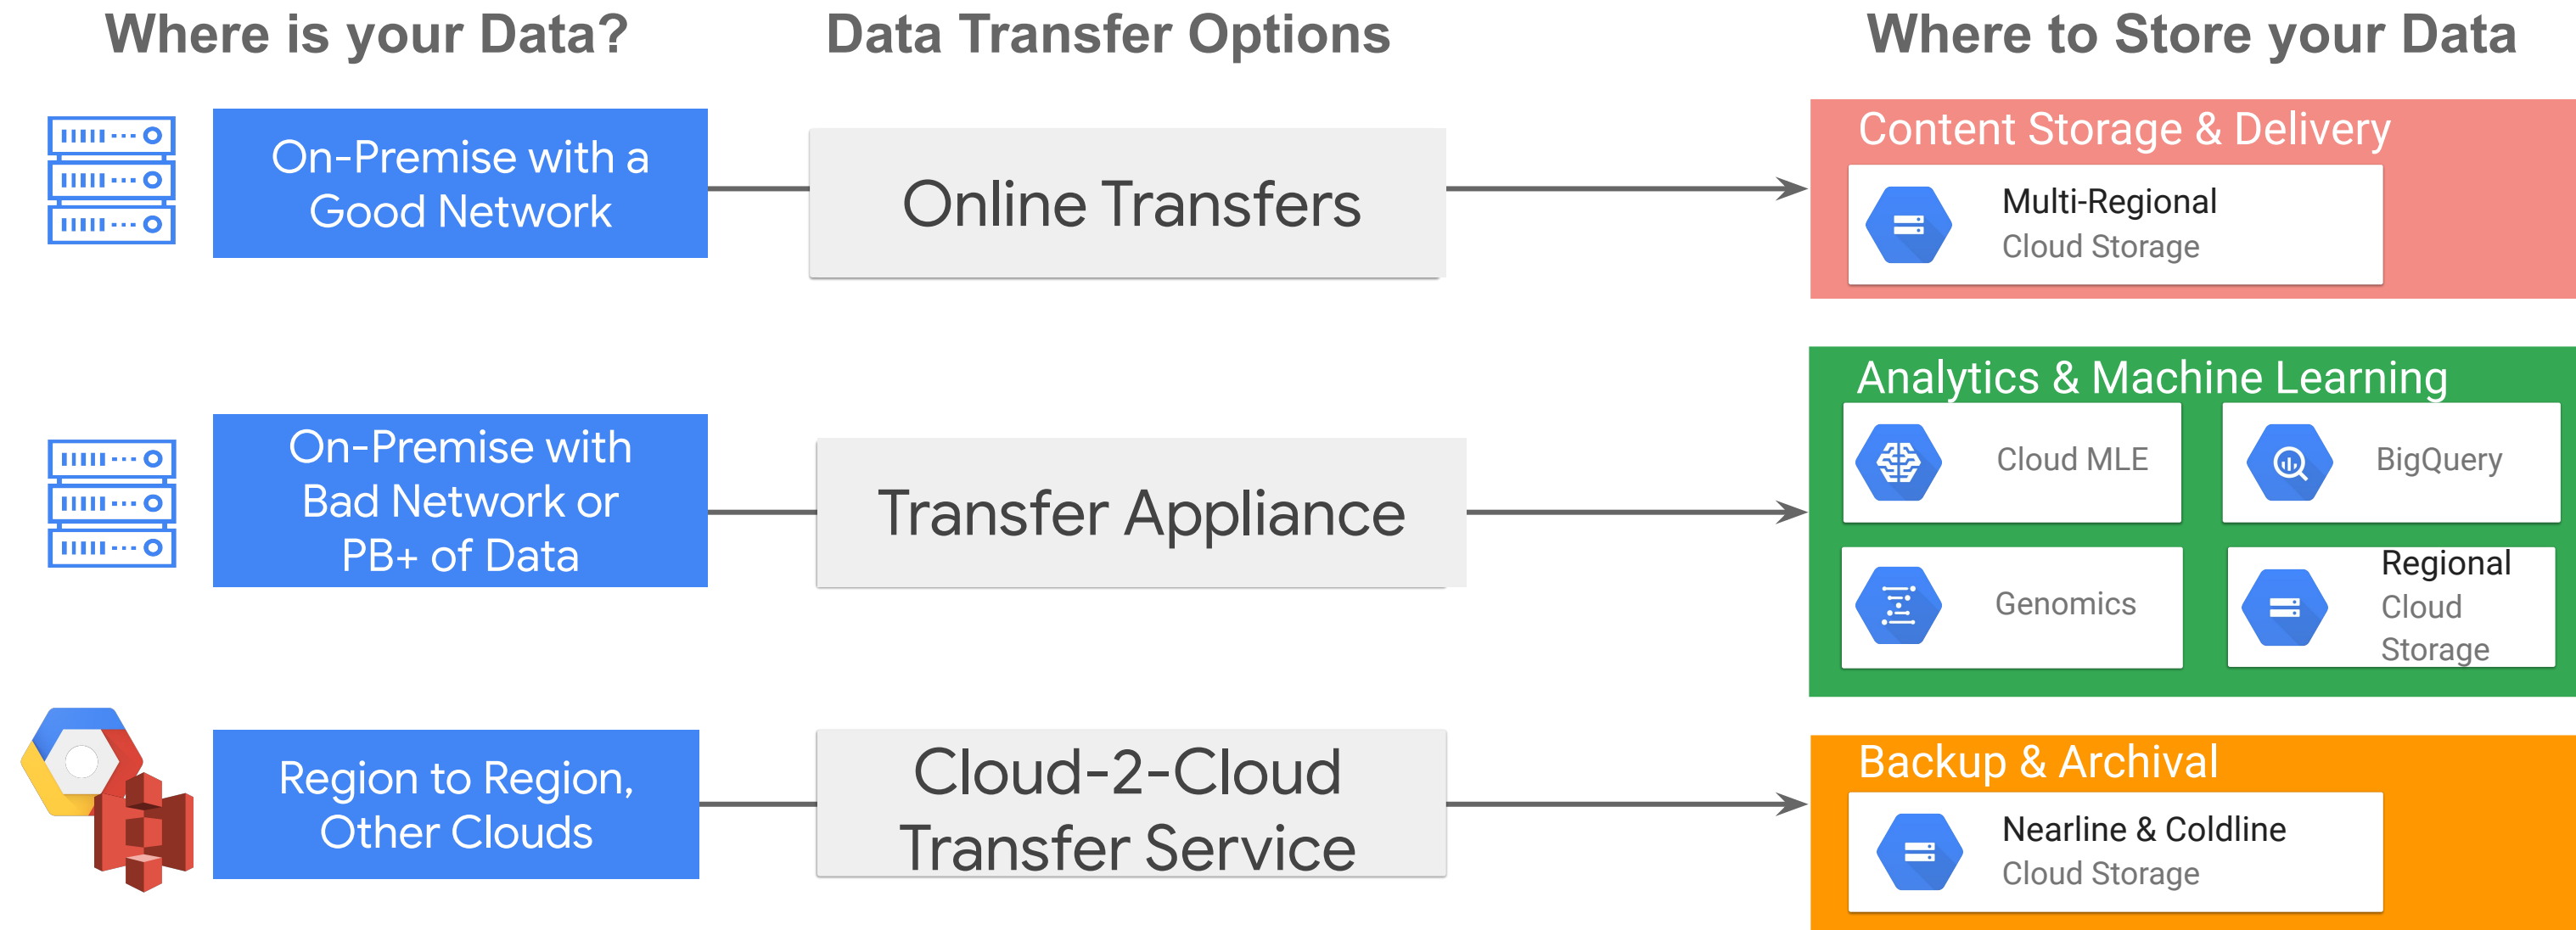 Where is your Data?
Data Transfer Options
Where to Store your Data
On-Premise with a
Good Network
Online Transfers
Content Storage & Delivery
Multi-Regional
Cloud Storage
On-Premise with
Bad Network or
PB+ of Data
Transfer Appliance
Analytics & Machine Learning
Cloud MLE
BigQuery
Genomics
Regional
Cloud
Storage
Region to Region,
Other Clouds
Cloud-2-Cloud
Transfer Service
Backup & Archival
Nearline & Coldline
Cloud Storage